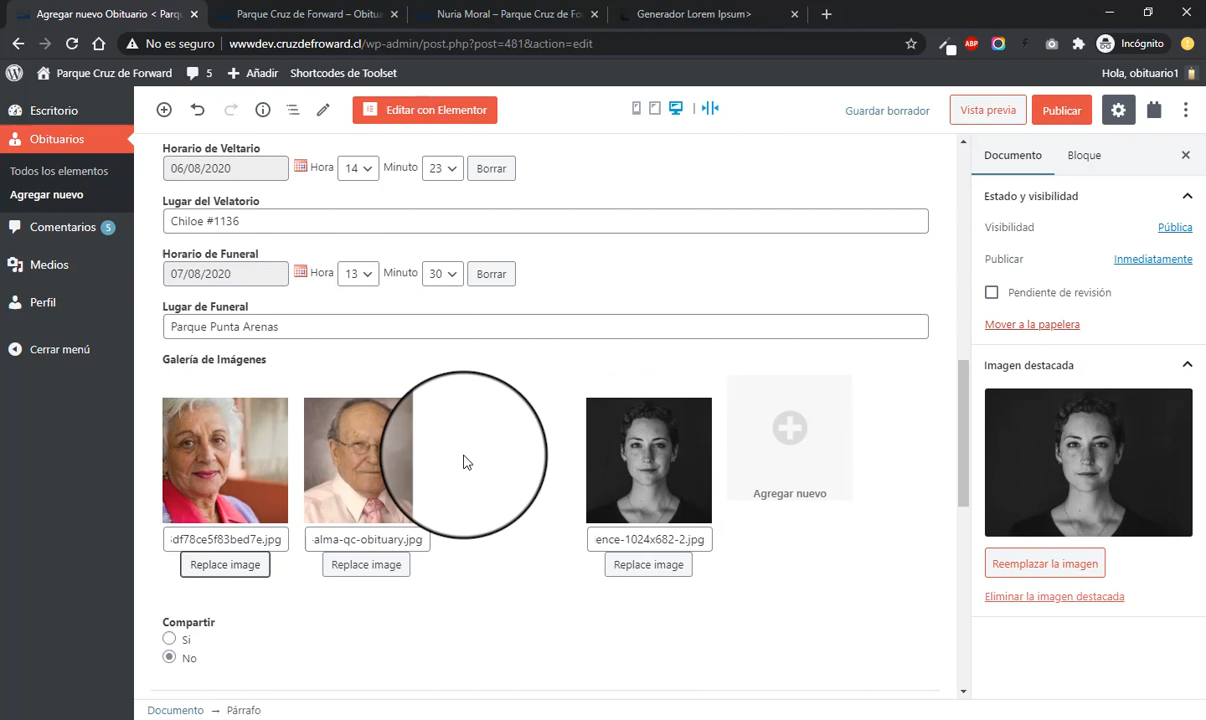 Agregar nuevo Obituario < Parqu
Parque Cruz de Forward – Obitua
Nuria Moral – Parque Cruz de Fo
Generador Lorem Ipsum>
No es seguro
wwwdev.cruzdefroward.cl/wp-admin/post.php?post=481&action=edit
ABP
Incógnito
Parque Cruz de Forward
5
Añadir
Shortcodes de Toolset
Hola, obituario1
Escritorio
Obituarios
Todos los elementos
Agregar nuevo
Comentarios 5
Medios
Perfil
Cerrar menú
Editar con Elementor
Guardar borrador
Vista previa
Publicar
Horario de Veltario
06/08/2020 Hora 14 Minuto 23 Borrar
Lugar del Velatorio
Chiloe #1136
Horario de Funeral
07/08/2020 Hora 13 Minuto 30 Borrar
Lugar de Funeral
Parque Punta Arenas
Galería de Imágenes
Agregar nuevo
df78ce5f83bed7e.jpg
alma-qc-obituary.jpg
ence-1024x682-2.jpg
Replace image
Replace image
Replace image
Compartir
Si
No
Documento → Párrafo
Documento
Bloque
Estado y visibilidad
Visibilidad Pública
Publicar Inmediatamente
Pendiente de revisión
Mover a la papelera
Imagen destacada
Reemplazar la imagen
Eliminar la imagen destacada